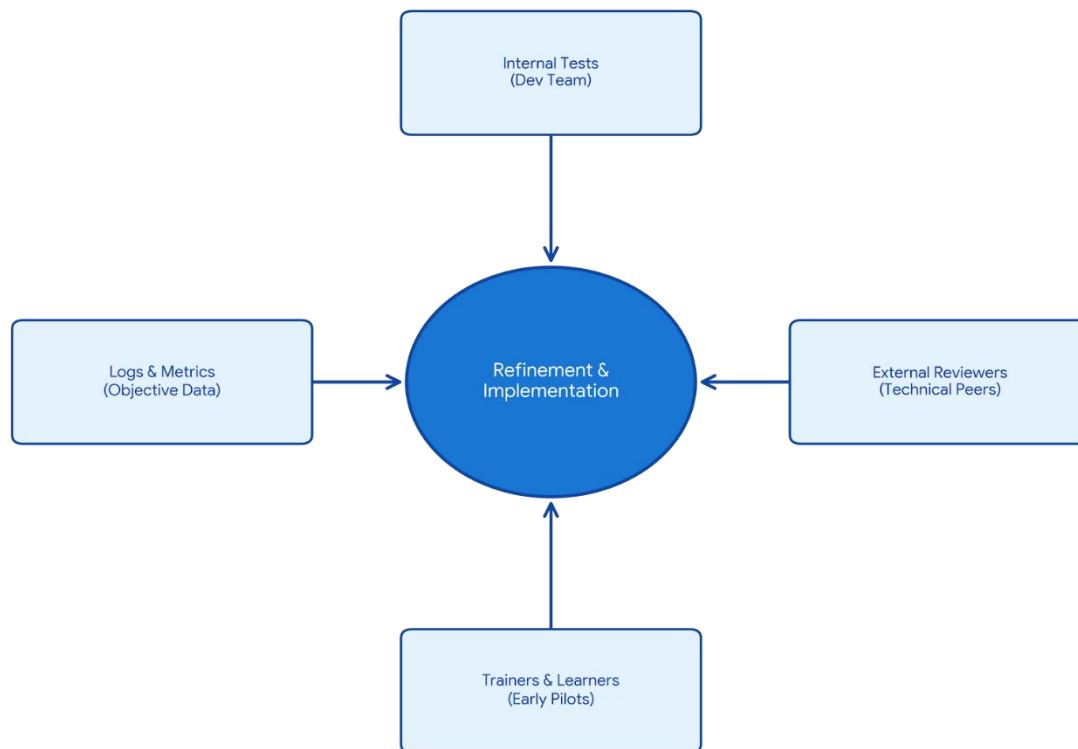 Internal Tests
(Dev Team)
Logs & Metrics
(Objective Data)
Refinement &
Implementation
External Reviewers
(Technical Peers)
Trainers & Learners
(Early Pilots)